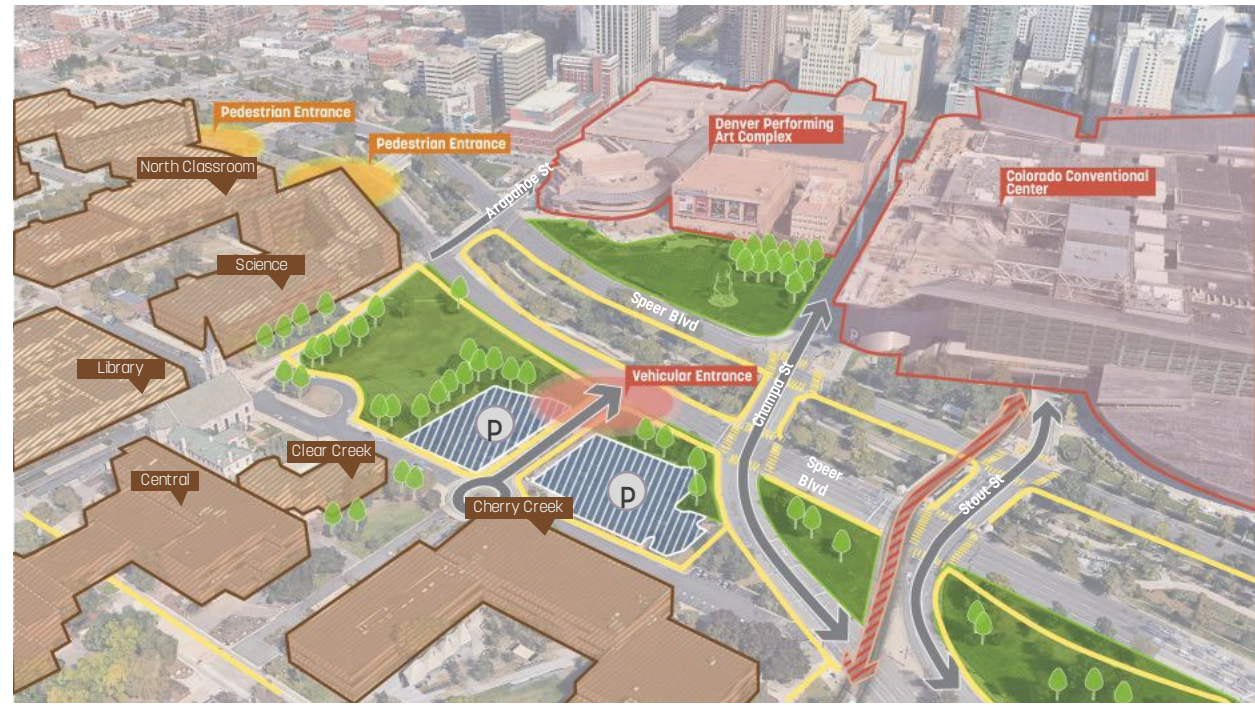 Pedestrian Entrance
Pedestrian Entrance
Denver Performing
Art Complex
North Classroom
Colorado Conventional
Center
Arapahoe St
Science
Speer Blvd
Library
Vehicular Entrance
Champa St
p
Clear Creek
Central
Speer
Blvd
p
Stout St
Cherry Creek